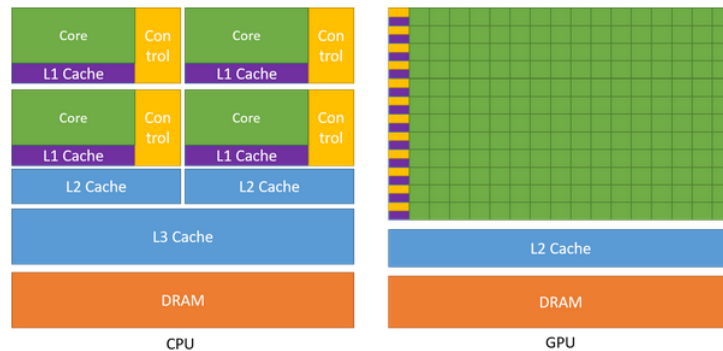 Core
Con
trol
L1 Cache
Core
Con
trol
L1 Cache
Core
Con
trol
L1 Cache
Core
Con
trol
L1 Cache
L2 Cache
L2 Cache
L3 Cache
DRAM
CPU
L2 Cache
DRAM
GPU